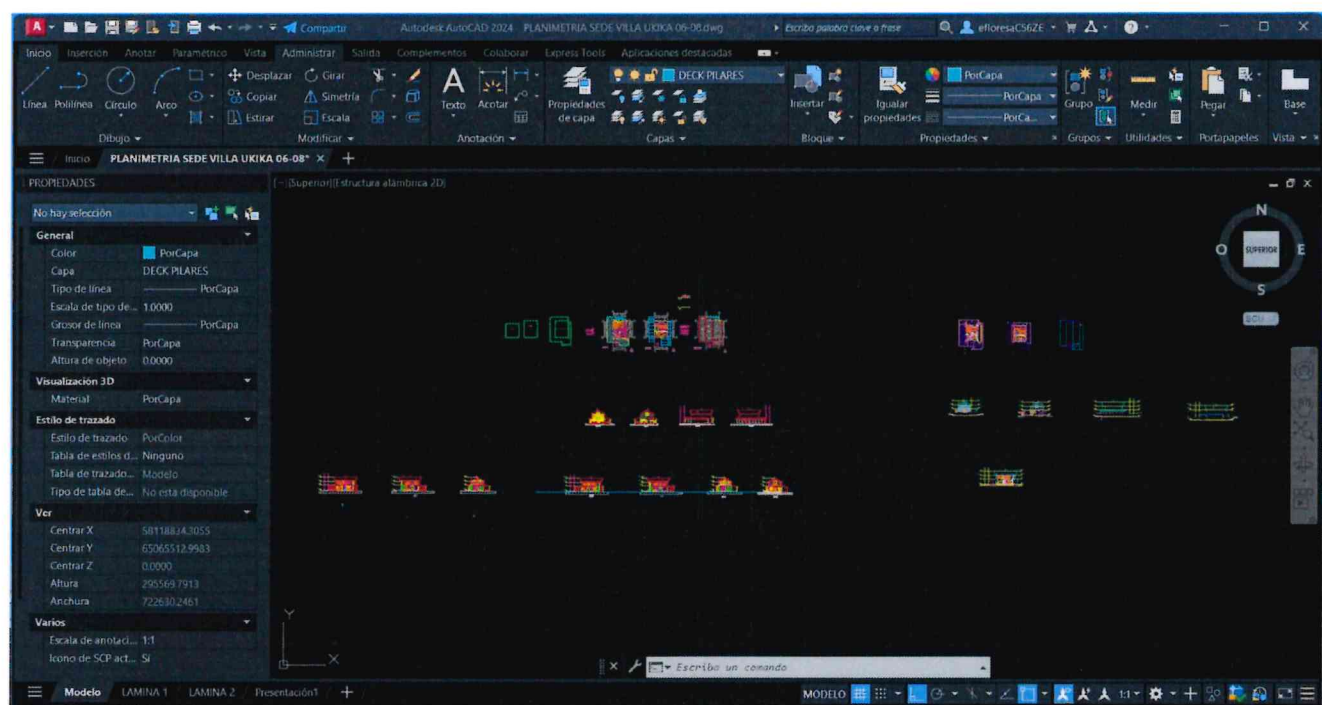 A Compartir Autodesk AutoCAD 2024 PLANIMETRIA SEDE VILLA UKIKA 06-08.dwg Escriba palabra clave o frase efloresaCS6ZE
Inicio Inserción Anotar Paramétrico Vista Administrar Salida Complementos Colaborar Express Tools Aplicaciones destacadas
Línea Polilínea Círculo Arco
Desplazar Girar
Copiar Simetría
Estirar Escala
Texto Acotar
Propiedades de capa
DECK PILARES
Insertar
Igualar propiedades
PorCapa
PorCapa
PorCa...
Grupo Medir Pegar Base
Dibujo Modificar Anotación Capas Bloque Propiedades Grupos Utilidades Portapapeles Vista
Inicio PLANIMETRIA SEDE VILLA UKIKA 06-08* × +
PROPIEDADES
[−][Superior][Estructura alámbrica 2D]
No hay selección
General
Color PorCapa
Capa DECK PILARES
Tipo de línea PorCapa
Escala de tipo de... 1.0000
Grosor de línea PorCapa
Transparencia PorCapa
Altura de objeto 0.0000
Visualización 3D
Material PorCapa
Estilo de trazado
Estilo de trazado PorColor
Tabla de estilos d... Ninguno
Tabla de trazado... Modelo
Tipo de tabla de... No está disponible
Ver
Centrar X
Centrar Y 65065512.9983
Centrar Z 0.0000
Altura 295569.7913
Anchura 722630.2461
Varios
Escala de anotaci... 1:1
Icono de SCP act... Sí
N
O SUPERIOR E
S
Y
X
Escriba un comando
Modelo LAMINA 1 LAMINA 2 Presentación1 +
MODELO 1:1